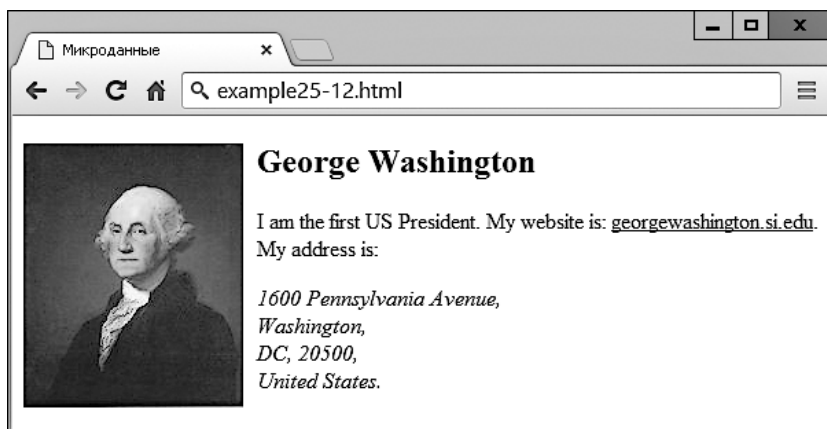 Микроданные
example25-12.html
George Washington
I am the first US President. My website is: georgewashington.si.edu.
My address is:
1600 Pennsylvania Avenue,
Washington,
DC, 20500,
United States.